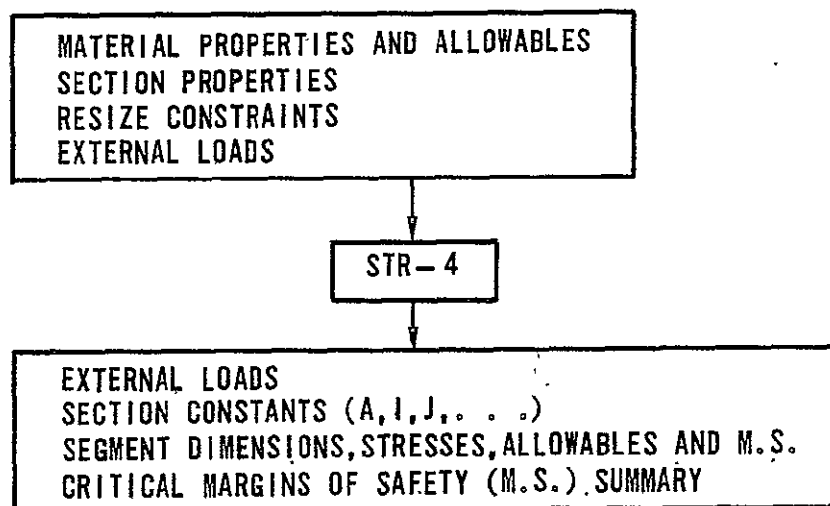 MATERIAL PROPERTIES AND ALLOWABLES
SECTION PROPERTIES
RESIZE CONSTRAINTS
EXTERNAL LOADS
STR-4
EXTERNAL LOADS
SECTION CONSTANTS (A,I,J,. . .)
SEGMENT DIMENSIONS,STRESSES,ALLOWABLES AND M.S.
CRITICAL MARGINS OF SAFETY (M.S.) SUMMARY